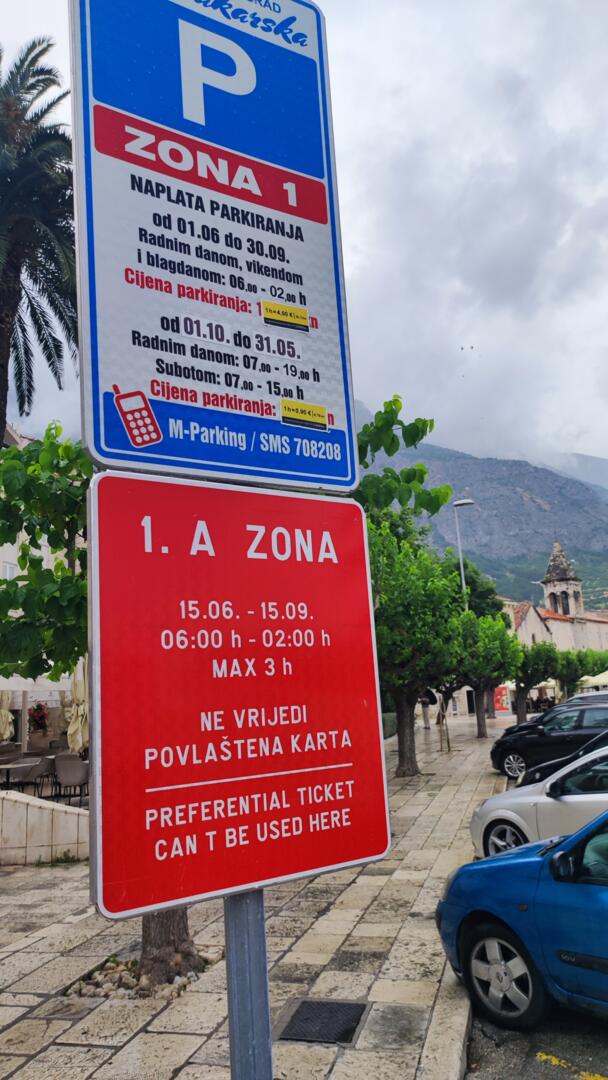 GRAD
Makarska
P
ZONA 1
NAPLATA PARKIRANJA
od 01.06 do 30.09.
Radnim danom, vikendom
i blagdanom: 06,00 - 02,00 h
Cijena parkiranja: 1 1h=4,00 € n
od 01.10. do 31.05.
Radnim danom: 07,00 - 19,00 h
Subotom: 07,00 - 15,00 h
Cijena parkiranja: 1h=0,90 € n
M-Parking / SMS 708208
1. A ZONA
15.06. - 15.09.
06:00 h - 02:00 h
MAX 3 h
NE VRIJEDI
POVLAŠTENA KARTA
PREFERENTIAL TICKET
CAN T BE USED HERE